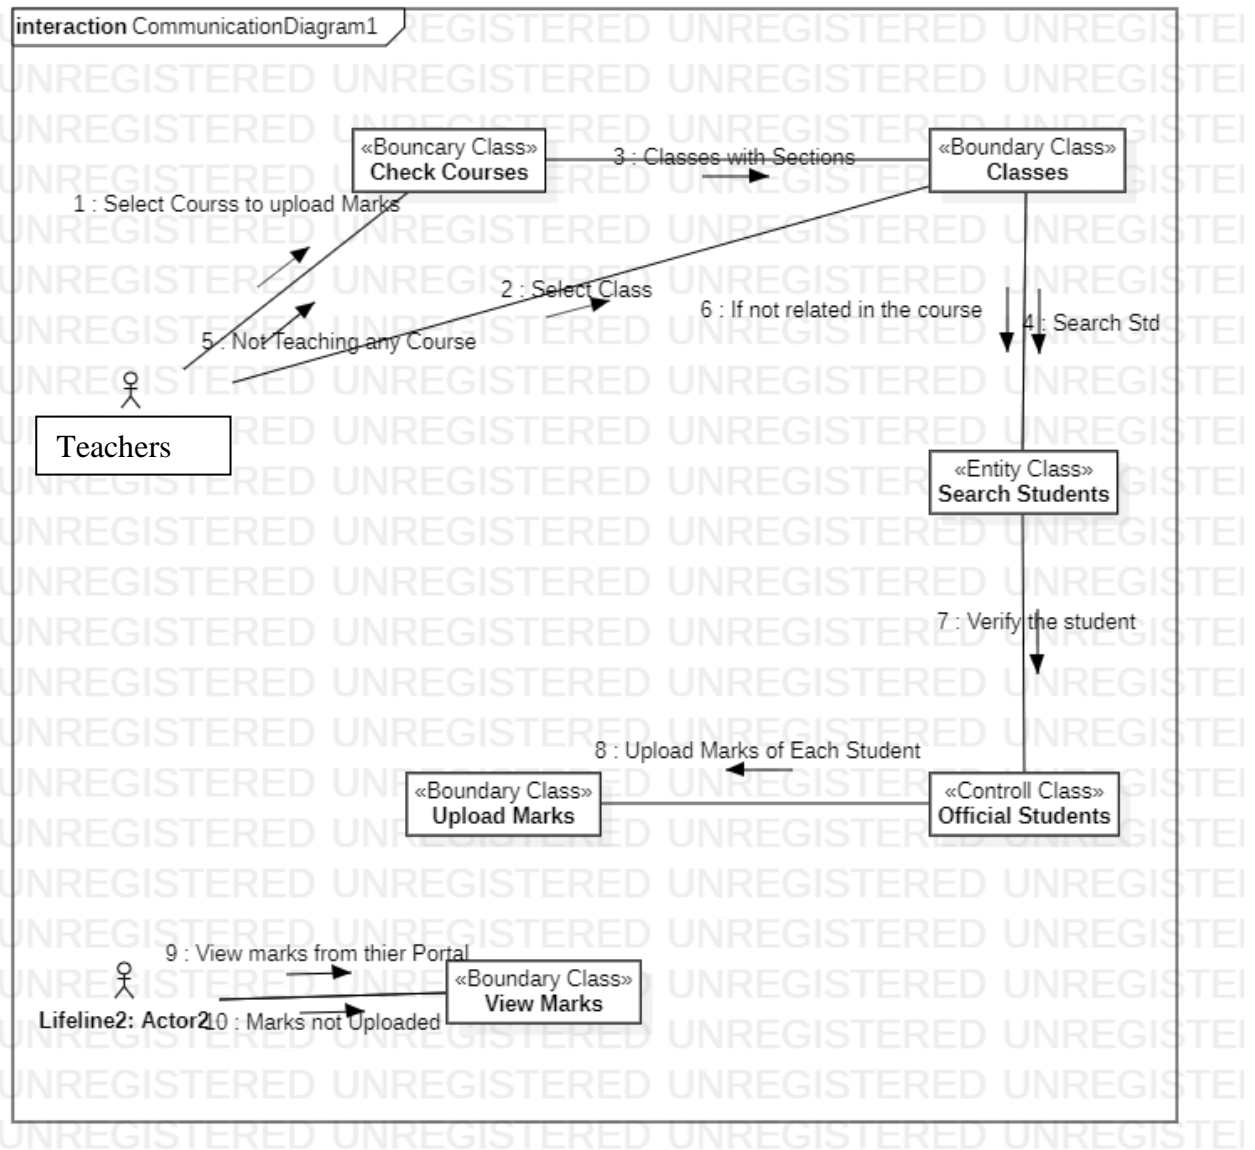 interaction CommunicationDiagram1
«Bouncary Class»
Check Courses
3 : Classes with Sections
«Boundary Class»
Classes
1 : Select Courss to upload Marks
2 : Select Class
6 : If not related in the course
4 : Search Std
5 : Not Teaching any Course
Teachers
«Entity Class»
Search Students
7 : Verify the student
8 : Upload Marks of Each Student
«Boundary Class»
Upload Marks
«Controll Class»
Official Students
9 : View marks from thier Portal
«Boundary Class»
View Marks
Lifeline2: Actor2
10 : Marks not Uploaded
UNREGISTERED UNREGISTERED UNREGISTERED UNREGISTERED